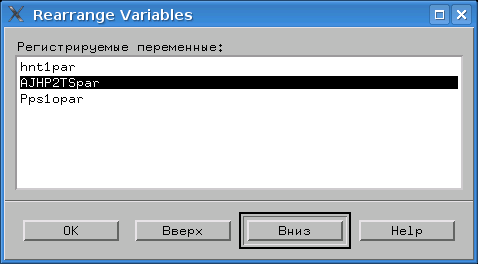 Rearrange Variables
Регистрируемые переменные:
hnt1par
AJHP2TSpar
Pps1opar
OK Вверх Вниз Help